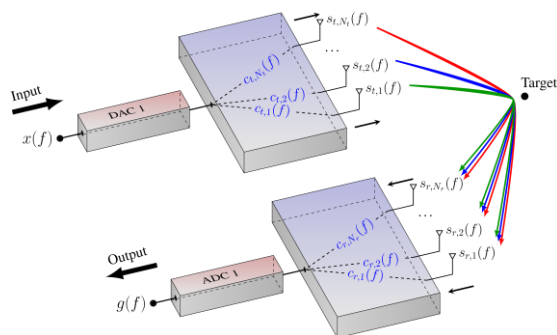 s_{t,N_t}(f)
...
c_{t,N_t}(f)
s_{t,2}(f)
Input
DAC 1
c_{t,2}(f)
s_{t,1}(f)
Target
c_{t,1}(f)
x(f)
s_{r,N_r}(f)
...
c_{r,N_r}(f)
s_{r,2}(f)
Output
ADC 1
c_{r,2}(f)
s_{r,1}(f)
c_{r,1}(f)
g(f)